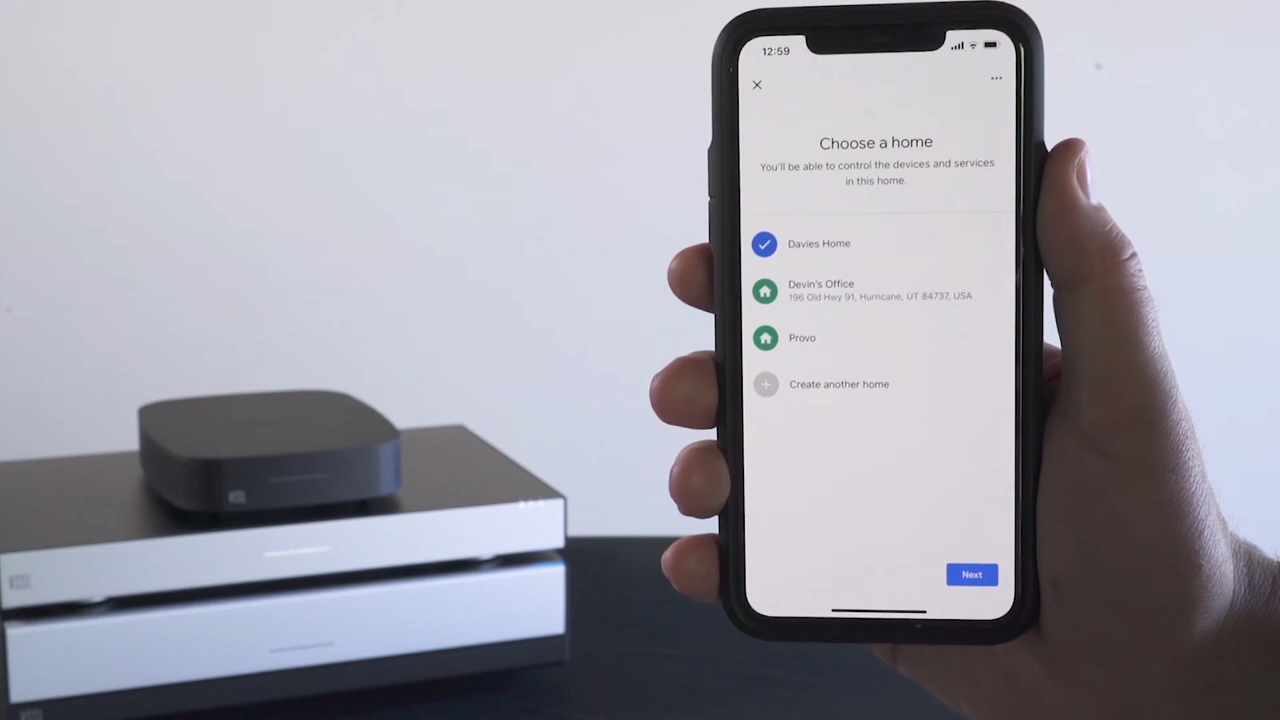 12:59
Choose a home
You'll be able to control the devices and services
in this home.
Davies Home
Devin's Office
196 Old Hwy 91, Hurricane, UT 84737, USA
Provo
Create another home
Next